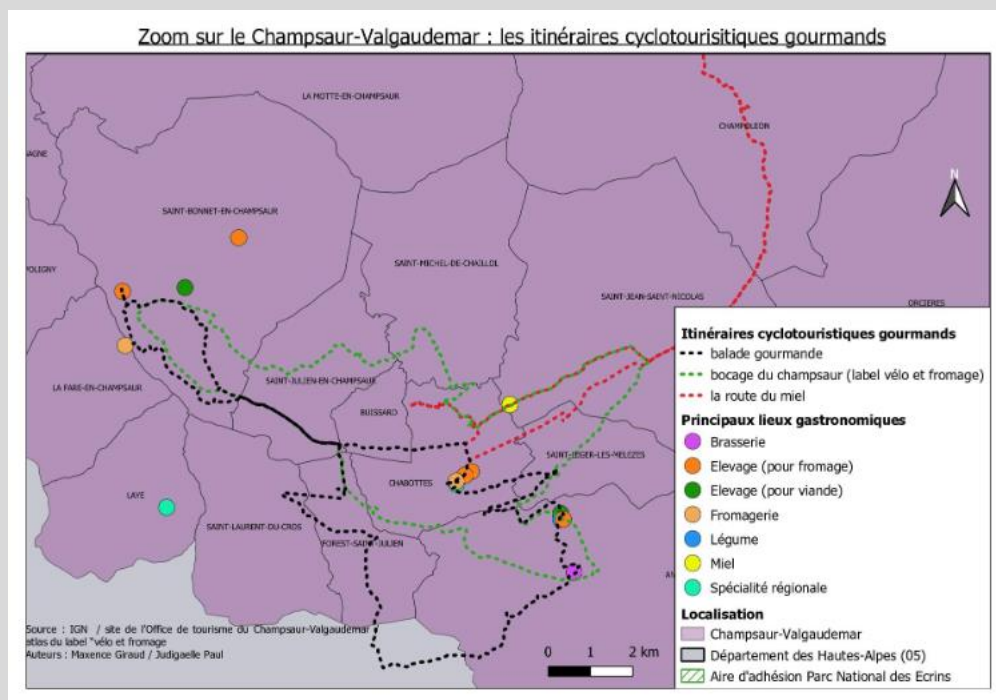 Zoom sur le Champsaur-Valgaudemar : les itinéraires cyclotourisitiques gourmands
LA MOTTE-EN-CHAMPSAUR
CHAMPOLEON
SAINT-BONNET-EN-CHAMPSAUR
N
SAINT-MICHEL-DE-CHAILLOL
POLIGNY
SAINT-JEAN-SAINT-NICOLAS
ORCIERES
LA FARE-EN-CHAMPSAUR
SAINT-JULIEN-EN-CHAMPSAUR
BUISSARD
SAINT-LEGER-LES-MELEZES
CHABOTTES
LAYE
SAINT-LAURENT-DU-CROS
FOREST-SAINT-JULIEN
AN
Itinéraires cyclotouristiques gourmands
balade gourmande
bocage du champsaur (label vélo et fromage)
la route du miel
Principaux lieux gastronomiques
Brasserie
Elevage (pour fromage)
Elevage (pour viande)
Fromagerie
Légume
Miel
Spécialité régionale
Localisation
Champsaur-Valgaudemar
Département des Hautes-Alpes (05)
Aire d'adhésion Parc National des Ecrins
Source : IGN / site de l'Office de tourisme du Champsaur-Valgaudemar
atlas du label "vélo et fromage
Auteurs : Maxence Giraud / Judigaelle Paul
0 1 2 km